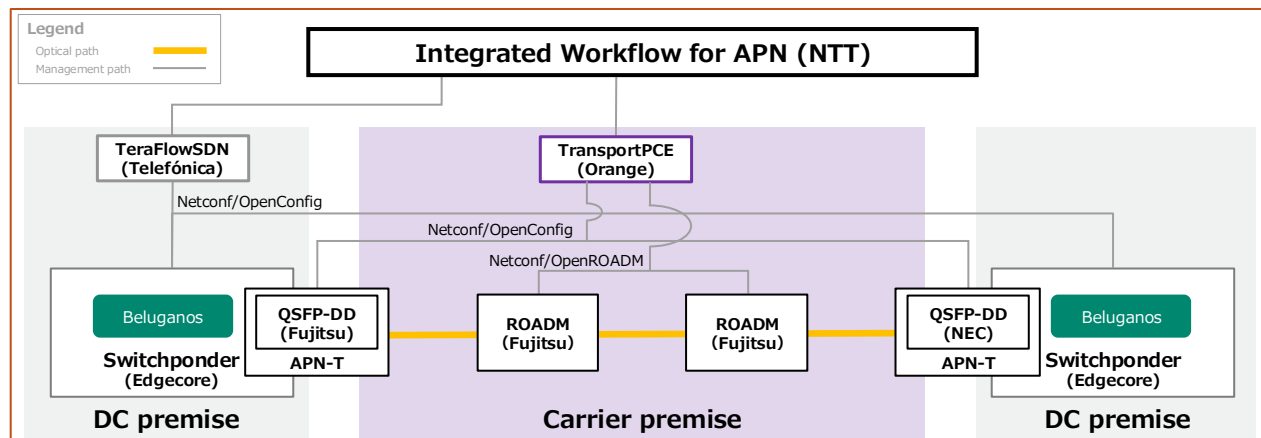 Legend
Optical path
Management path
Integrated Workflow for APN (NTT)
TeraFlowSDN
(Telefónica)
TransportPCE
(Orange)
Netconf/OpenConfig
Netconf/OpenConfig
Netconf/OpenROADM
Beluganos
QSFP-DD
(Fujitsu)
APN-T
Switchponder
(Edgecore)
ROADM
(Fujitsu)
ROADM
(Fujitsu)
QSFP-DD
(NEC)
APN-T
Beluganos
Switchponder
(Edgecore)
DC premise
Carrier premise
DC premise